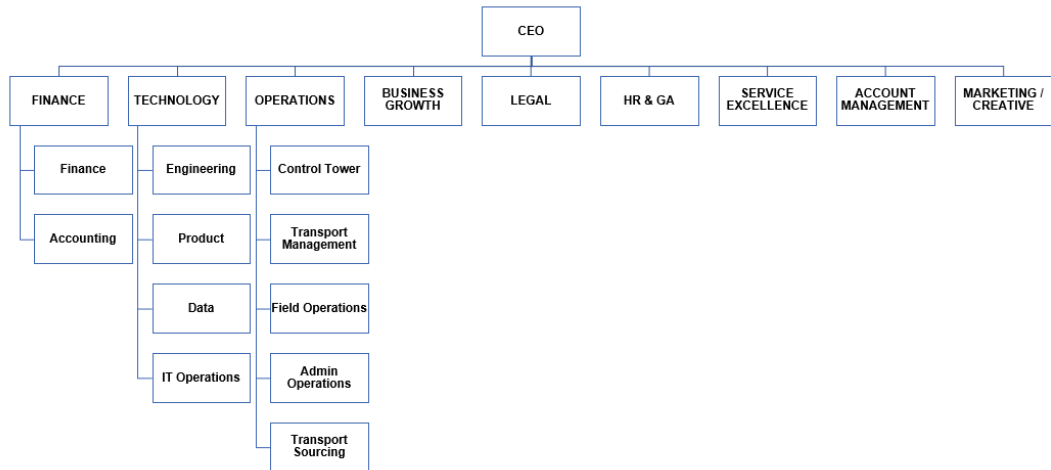 CEO
FINANCE
TECHNOLOGY
OPERATIONS
BUSINESS
GROWTH
LEGAL
HR & GA
SERVICE
EXCELLENCE
ACCOUNT
MANAGEMENT
MARKETING /
CREATIVE
Finance
Engineering
Control Tower
Accounting
Product
Transport
Management
Data
Field Operations
IT Operations
Admin
Operations
Transport
Sourcing